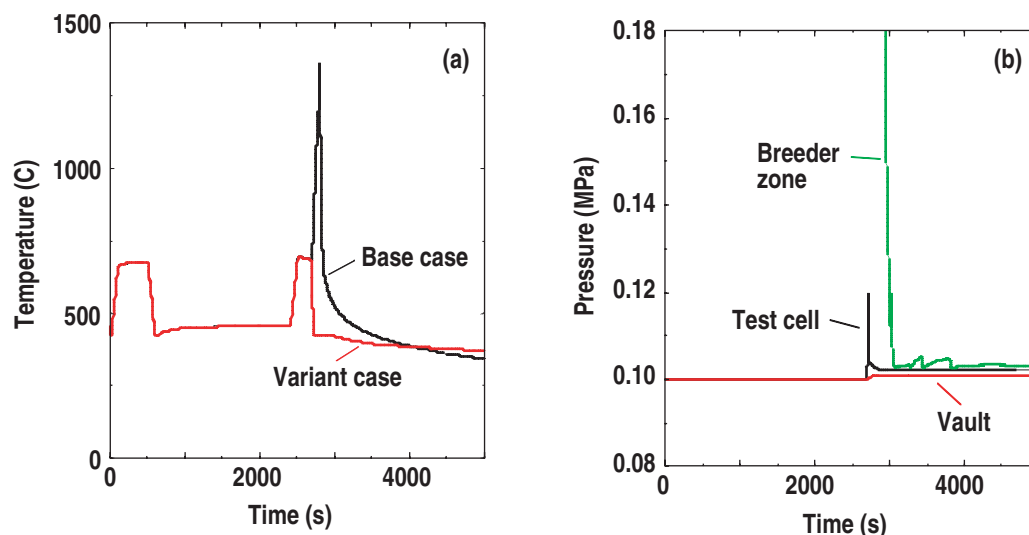 (a)
Temperature (C)
1500
1000
500
0
Base case
Variant case
0 2000 4000
Time (s)
(b)
Pressure (MPa)
0.18
0.16
0.14
0.12
0.10
0.08
Breeder
zone
Test cell
Vault
0 2000 4000
Time (s)